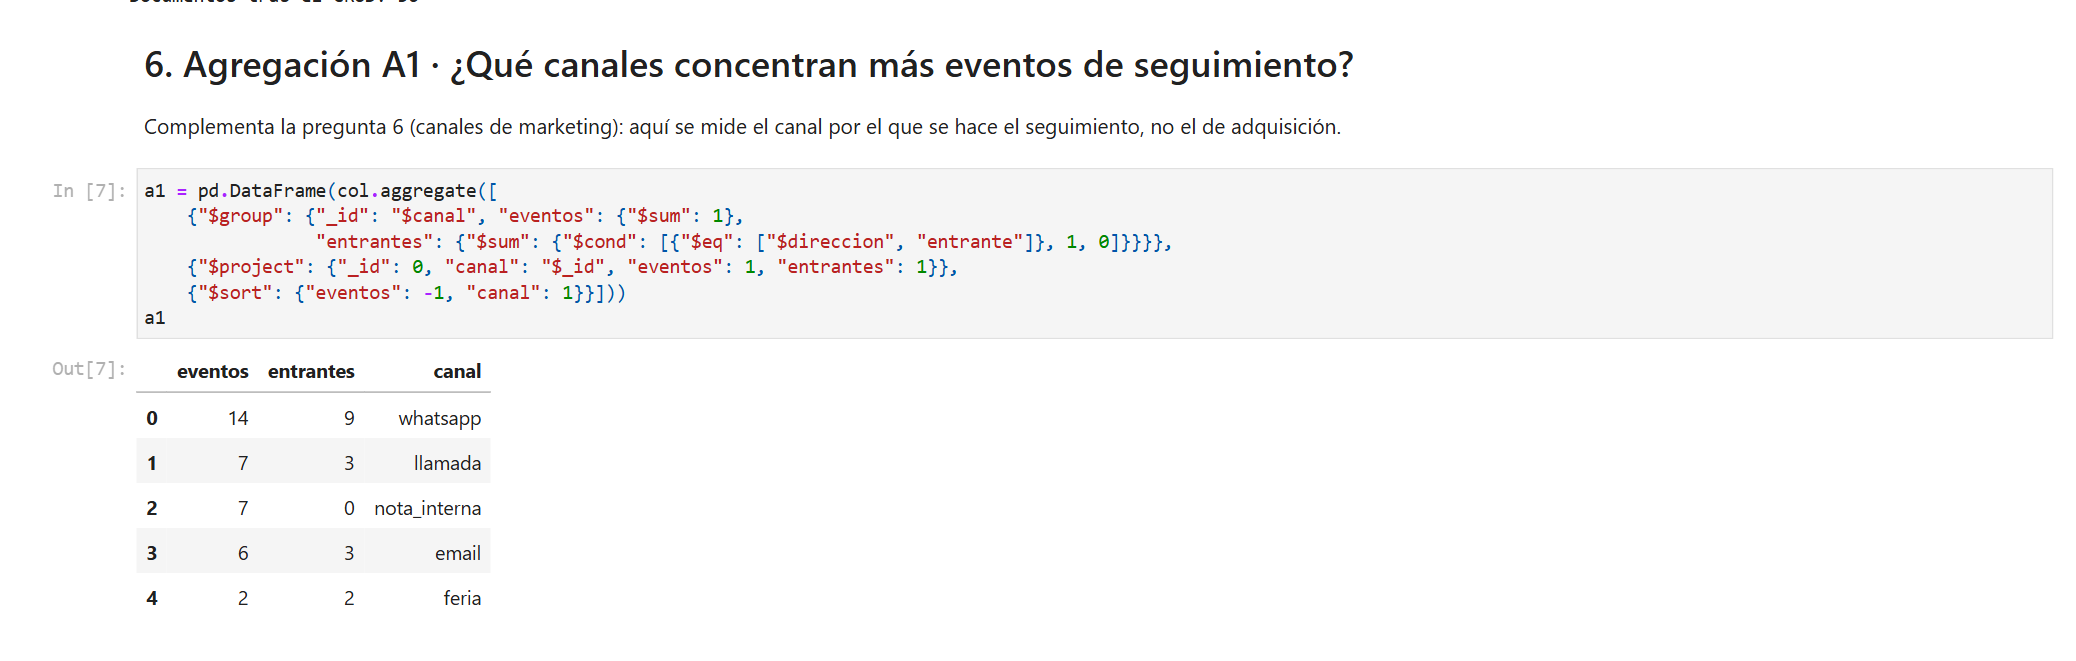 6. Agregación A1 · ¿Qué canales concentran más eventos de seguimiento?
Complementa la pregunta 6 (canales de marketing): aquí se mide el canal por el que se hace el seguimiento, no el de adquisición.
In [7]: a1 = pd.DataFrame(col.aggregate([
{"$group": {"_id": "$canal", "eventos": {"$sum": 1},
"entrantes": {"$sum": {"$cond": [{"$eq": ["$direccion", "entrante"]}, 1, 0]}}}},
{"$project": {"_id": 0, "canal": "$_id", "eventos": 1, "entrantes": 1}},
{"$sort": {"eventos": -1, "canal": 1}}]))
a1
Out[7]: eventos entrantes canal
0 14 9 whatsapp
1 7 3 llamada
2 7 0 nota_interna
3 6 3 email
4 2 2 feria